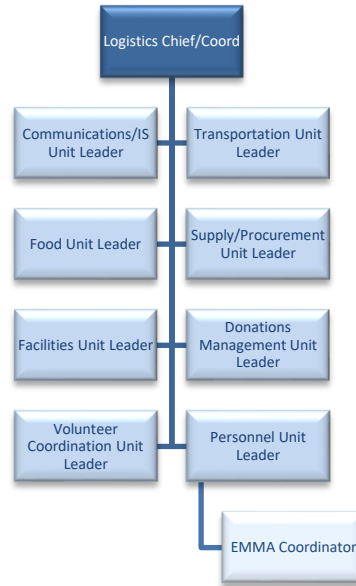 Logistics Chief/Coord
Communications/IS
Unit Leader
Transportation Unit
Leader
Food Unit Leader
Supply/Procurement
Unit Leader
Facilities Unit Leader
Donations
Management Unit
Leader
Volunteer
Coordination Unit
Leader
Personnel Unit
Leader
EMMA Coordinator